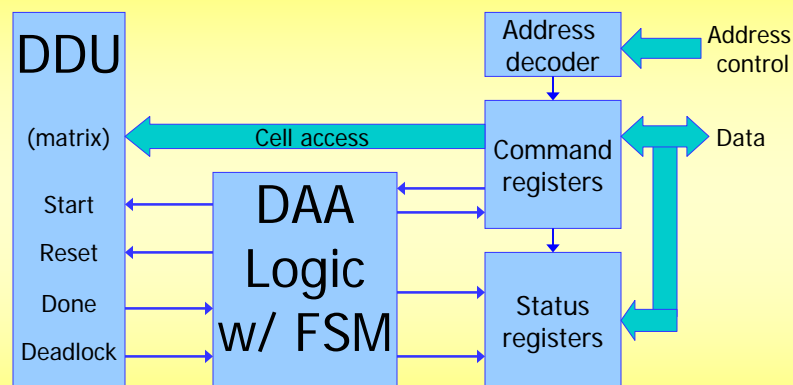 DDU
(matrix)
Start
Reset
Done
Deadlock
Cell access
DAA
Logic
w/ FSM
Address
decoder
Command
registers
Status
registers
Address
control
Data